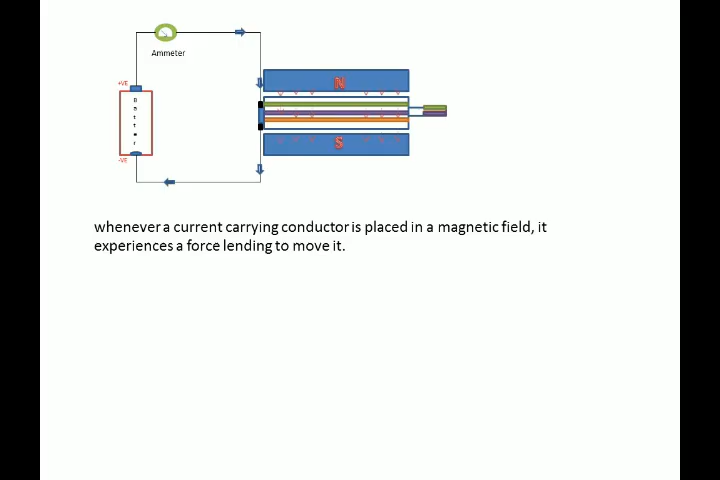 Ammeter
+VE
B
a
t
t
e
r
-VE
N
S
whenever a current carrying conductor is placed in a magnetic field, it
experiences a force lending to move it.